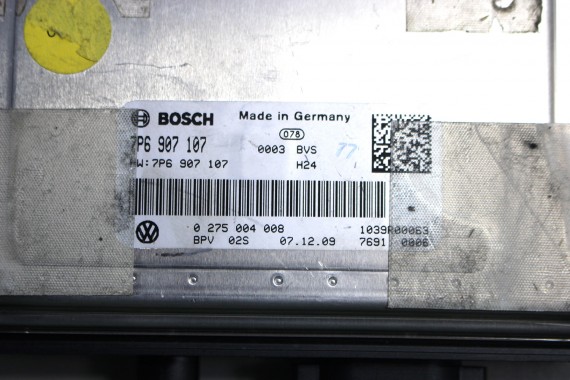 BOSCH Made in Germany
078
7P6 907 107 0003 BVS 77
HW:7P6 907 107 H24
0 275 004 008 1039R00063
BPV 02S 07.12.09 7691 0006